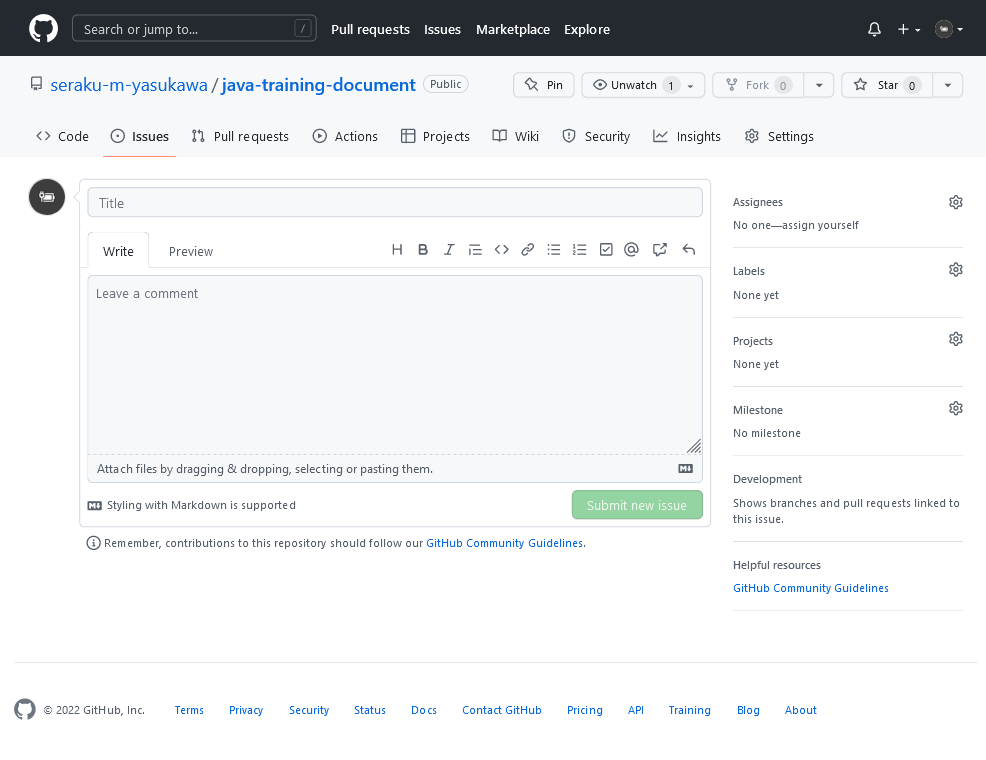 Search or jump to... /
Pull requests Issues Marketplace Explore
seraku-m-yasukawa / java-training-document Public
Pin Unwatch 1 Fork 0 Star 0
Code Issues Pull requests Actions Projects Wiki Security Insights Settings
Title
Write Preview
Leave a comment
Attach files by dragging & dropping, selecting or pasting them.
Styling with Markdown is supported
Submit new issue
Remember, contributions to this repository should follow our GitHub Community Guidelines.
Assignees
No one—assign yourself
Labels
None yet
Projects
None yet
Milestone
No milestone
Development
Shows branches and pull requests linked to
this issue.
Helpful resources
GitHub Community Guidelines
© 2022 GitHub, Inc. Terms Privacy Security Status Docs Contact GitHub Pricing API Training Blog About